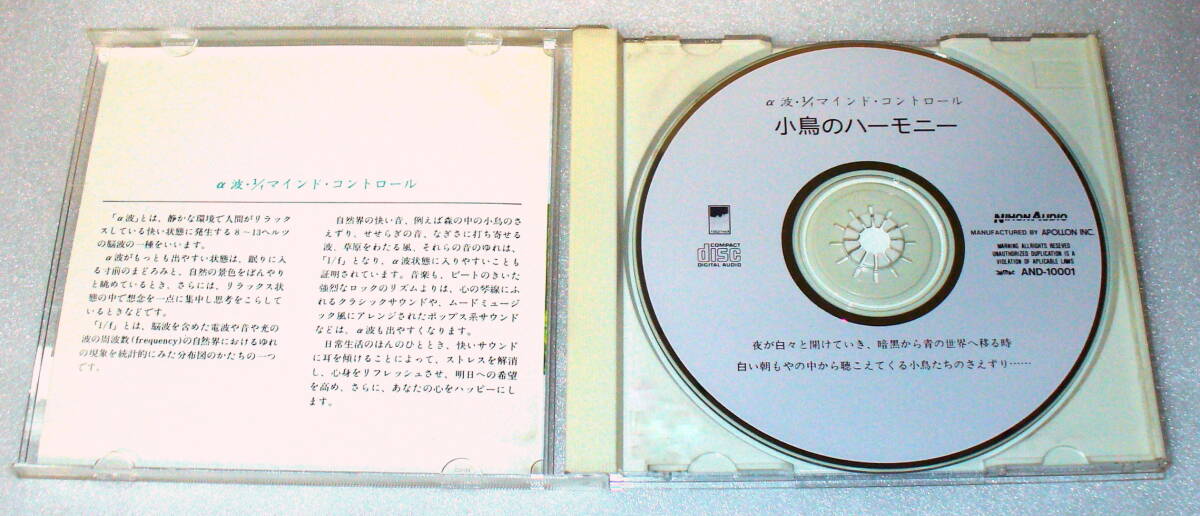 α 波・1/fマインド・コントロール
「α波」とは、静かな環境で人間がリラック
スしている快い状態に発生する8〜13ヘルツ
の脳波の一種をいいます。
α波がもっとも出やすい状態は、眠りに入
る寸前のまどろみと、自然の景色をぼんやり
と眺めているとき、さらには、リラックス状
態の中で想念を一点に集中し思考をこらして
いるときなどです。
「1/f」とは、脳波を含めた電波や音や光の
波の周波数(frequency)の自然界におけるゆれ
の現象を統計的にみた分布図のかたちの一つ
です。
自然界の快い音、例えば森の中の小鳥のさ
えずり、せせらぎの音、なぎさに打ち寄せる
波、草原をわたる風、それらの音のゆれは、
「1/f」となり、α波状態に入りやすいことも
証明されています。音楽も、ビートのきいた
強烈なロックのリズムよりは、心の琴線にふ
れるクラシックサウンドや、ムードミュージ
ック風にアレンジされたポップス系サウンド
などは、α波も出やすくなります。
日常生活のほんのひととき、快いサウンド
に耳を傾けることによって、ストレスを解消
し、心身をリフレッシュさせ、明日への希望
を高め、さらに、あなたの心をハッピーにし
ます。
α 波・1/fマインド・コントロール
小鳥のハーモニー
COMPACT
disc
DIGITAL AUDIO
NIHON AUDIO
MANUFACTURED BY APOLLON INC.
WARNING ALLRIGHTS RESEVED
UNAUTHORIZED DUPLICATION IS A
VIOLATION OF APLICABLE LAWS
AND-10001
夜が白々と開けていき、暗黒から青の世界へ移る時
白い朝もやの中から聴こえてくる小鳥たちのさえずり……